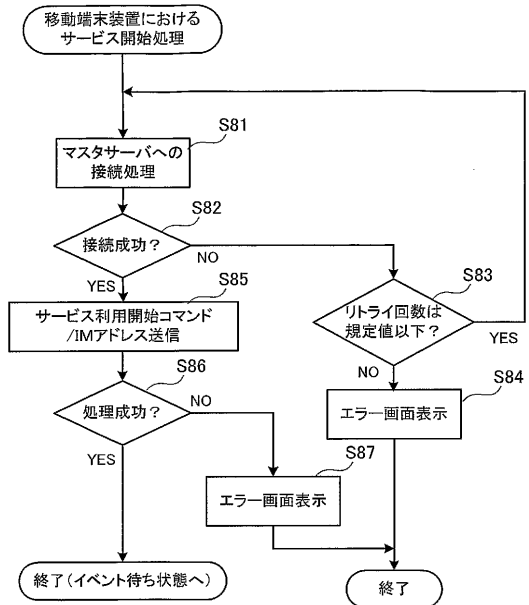 移動端末装置における
サービス開始処理
S81
マスタサーバへの
接続処理
S82
接続成功？
NO
YES
S83
リトライ回数は
規定値以下？
YES
NO
S85
サービス利用開始コマンド
/IMアドレス送信
S84
エラー画面表示
S86
処理成功？
NO
YES
S87
エラー画面表示
終了(イベント待ち状態へ)
終了